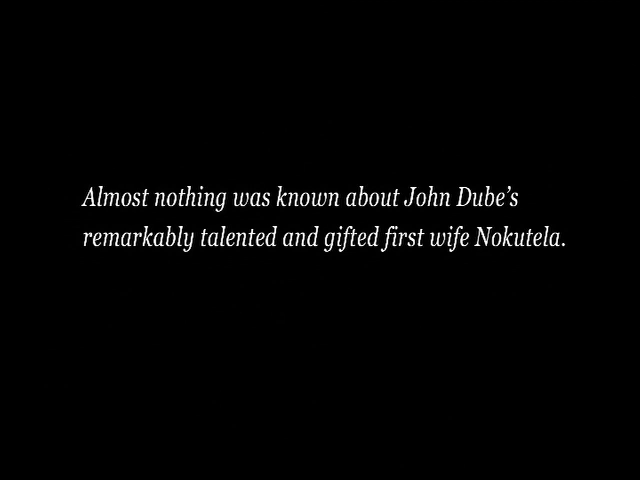 Almost nothing was known about John Dube’s
remarkably talented and gifted first wife Nokutela.